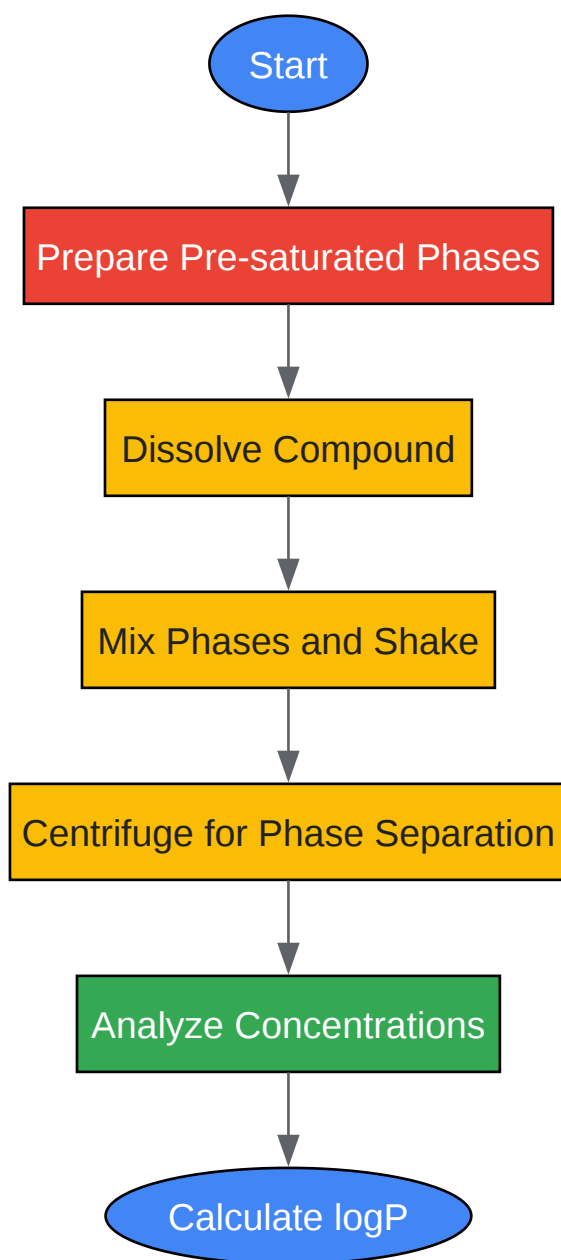 Start
Prepare Pre-saturated Phases
Dissolve Compound
Mix Phases and Shake
Centrifuge for Phase Separation
Analyze Concentrations
Calculate logP